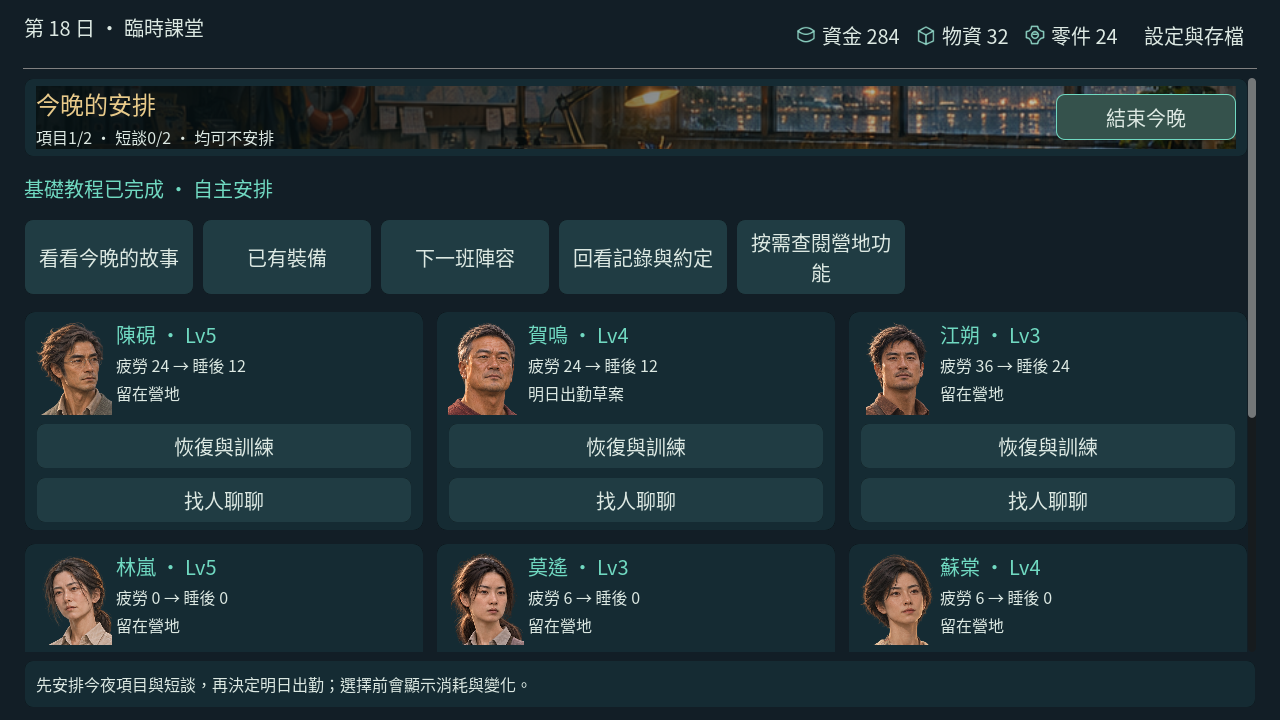 第 18 日 · 臨時課堂
資金 284
物資 32
零件 24
設定與存檔
今晚的安排
項目1/2 · 短談0/2 · 均可不安排
結束今晚
基礎教程已完成 · 自主安排
看看今晚的故事
已有裝備
下一班陣容
回看記錄與約定
按需查閱營地功
能
陳硯 · Lv5
疲勞 24 → 睡後 12
留在營地
恢復與訓練
找人聊聊
賀鳴 · Lv4
疲勞 24 → 睡後 12
明日出勤草案
恢復與訓練
找人聊聊
江朔 · Lv3
疲勞 36 → 睡後 24
留在營地
恢復與訓練
找人聊聊
林嵐 · Lv5
疲勞 0 → 睡後 0
留在營地
莫遙 · Lv3
疲勞 6 → 睡後 0
留在營地
蘇棠 · Lv4
疲勞 6 → 睡後 0
留在營地
先安排今夜項目與短談，再決定明日出勤；選擇前會顯示消耗與變化。